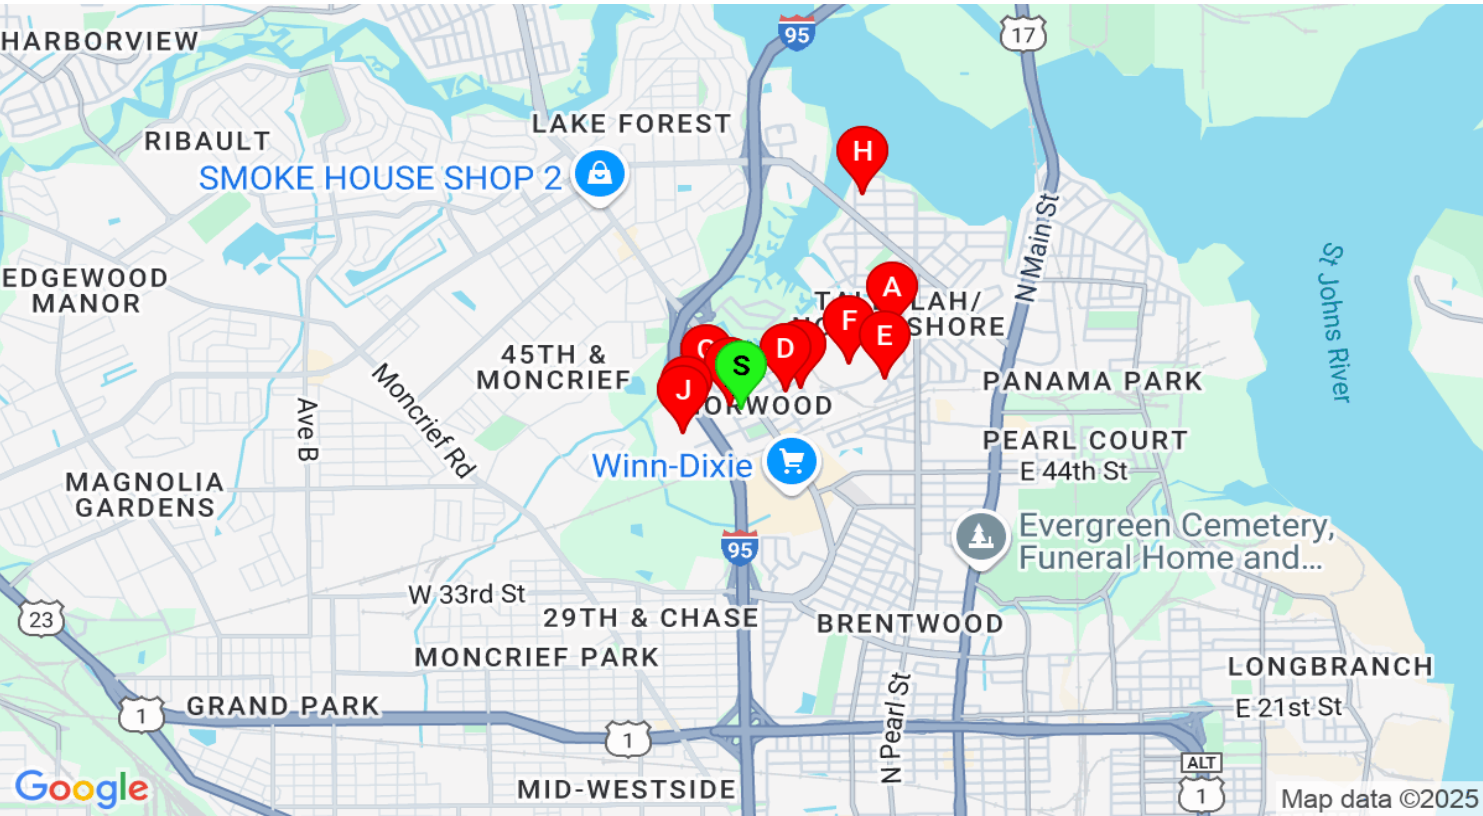 HARBORVIEW
95
17
LAKE FOREST
RIBAULT
H
SMOKE HOUSE SHOP 2
N Main St
St Johns River
EDGEWOOD
MANOR
A
F
E
SHORE
45TH &
MONCRIEF
D
S
J
PANAMA PARK
Moncrief Rd
Ave B
PEARL COURT
Winn-Dixie
E 44th St
MAGNOLIA
GARDENS
Evergreen Cemetery,
Funeral Home and...
95
W 33rd St
23
29TH & CHASE
BRENTWOOD
MONCRIEF PARK
LONGBRANCH
GRAND PARK
N Pearl St
E 21st St
1
1
ALT
1
MID-WESTSIDE
Google
Map data ©2025